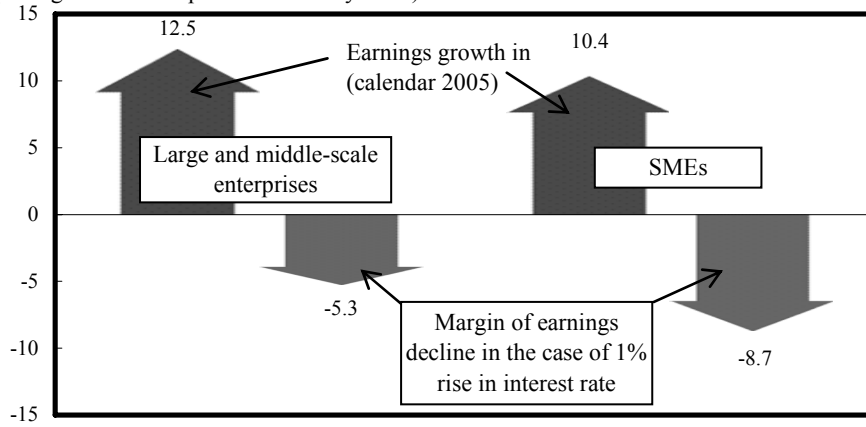 15
12.5
10.4
Earnings growth in
(calendar 2005)
10
5
Large and middle-scale
enterprises
SMEs
0
-5
-5.3
Margin of earnings
decline in the case of 1%
rise in interest rate
-8.7
-10
-15